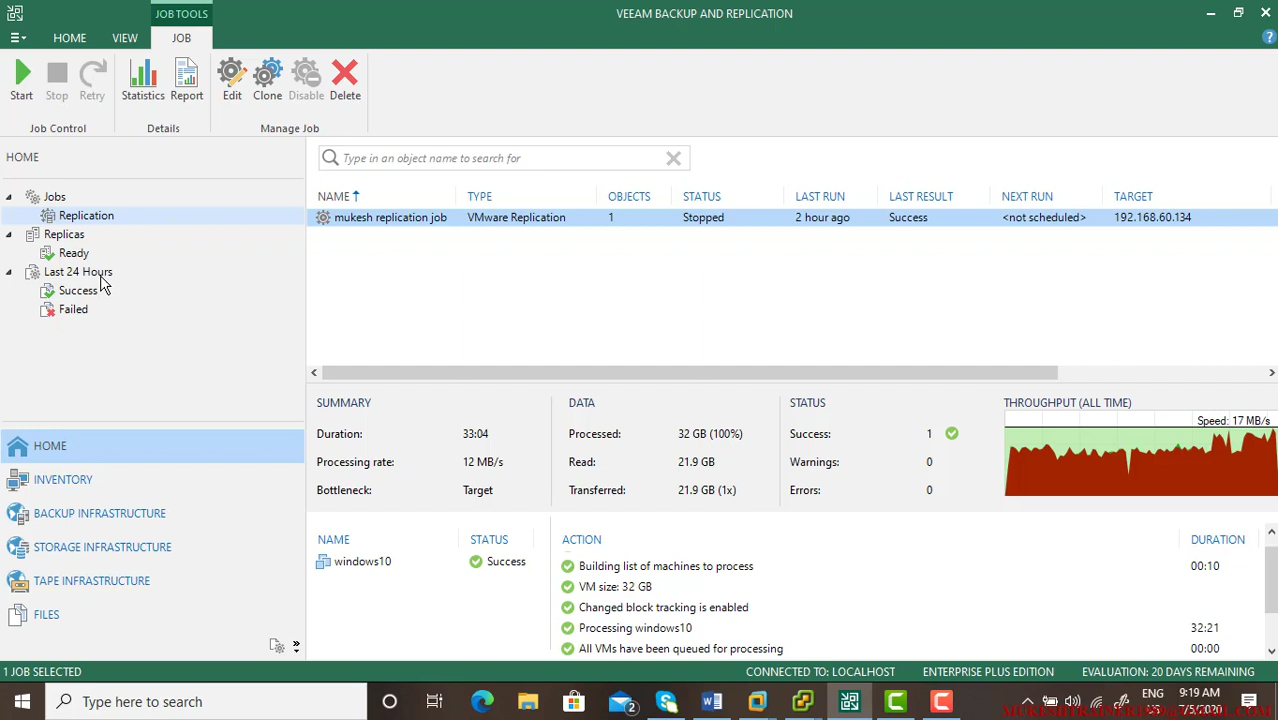 JOB TOOLS
VEEAM BACKUP AND REPLICATION
HOME VIEW JOB
Start Stop Retry Statistics Report Edit Clone Disable Delete
Job Control Details Manage Job
HOME
Type in an object name to search for
Jobs
Replication
Replicas
Ready
Last 24 Hours
Success
Failed
NAME TYPE OBJECTS STATUS LAST RUN LAST RESULT NEXT RUN TARGET
mukesh replication job VMware Replication 1 Stopped 2 hour ago Success <not scheduled> 192.168.60.134
HOME
INVENTORY
BACKUP INFRASTRUCTURE
STORAGE INFRASTRUCTURE
TAPE INFRASTRUCTURE
FILES
SUMMARY DATA STATUS THROUGHPUT (ALL TIME)
Speed: 17 MB/s
Duration: 33:04 Processed: 32 GB (100%) Success: 1
Processing rate: 12 MB/s Read: 21.9 GB Warnings: 0
Bottleneck: Target Transferred: 21.9 GB (1x) Errors: 0
NAME STATUS ACTION DURATION
windows10 Success
Building list of machines to process 00:10
VM size: 32 GB
Changed block tracking is enabled
Processing windows10 32:21
All VMs have been queued for processing 00:00
1 JOB SELECTED CONNECTED TO: LOCALHOST ENTERPRISE PLUS EDITION EVALUATION: 20 DAYS REMAINING
Type here to search
2
ENG
9:19 AM
7/5/2020